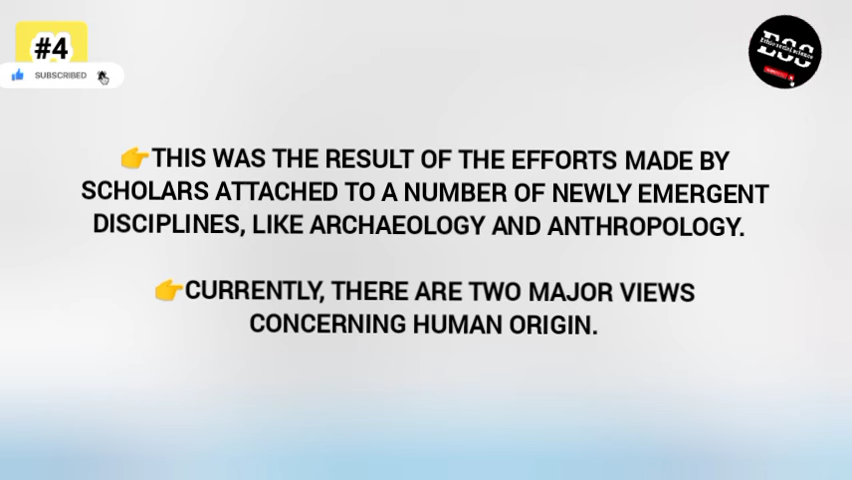 #4
SUBSCRIBED
ESS
👉THIS WAS THE RESULT OF THE EFFORTS MADE BY
SCHOLARS ATTACHED TO A NUMBER OF NEWLY EMERGENT
DISCIPLINES, LIKE ARCHAEOLOGY AND ANTHROPOLOGY.
👉CURRENTLY, THERE ARE TWO MAJOR VIEWS
CONCERNING HUMAN ORIGIN.